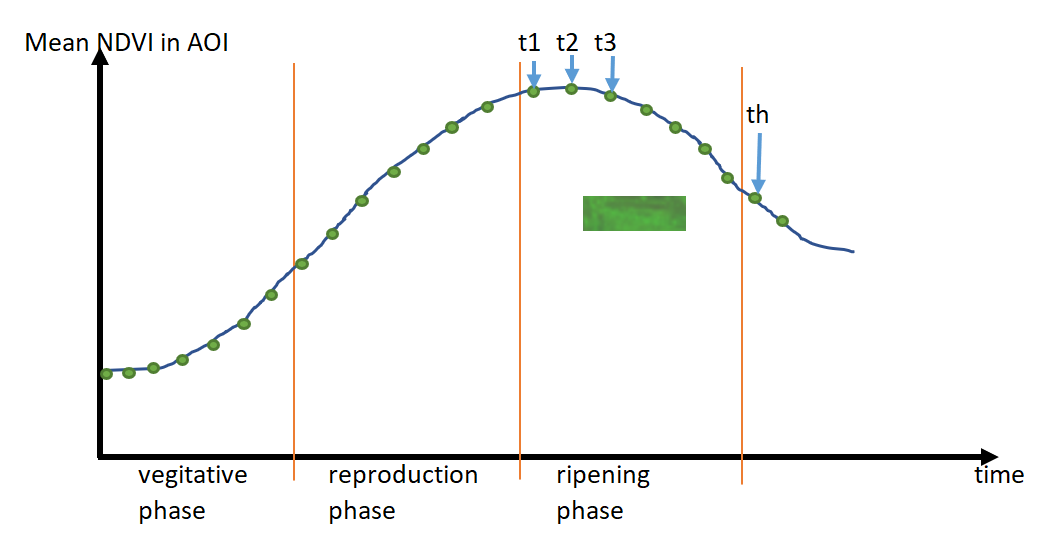 Mean NDVI in AOI
t1 t2 t3
th
vegitative
phase
reproduction
phase
ripening
phase
time